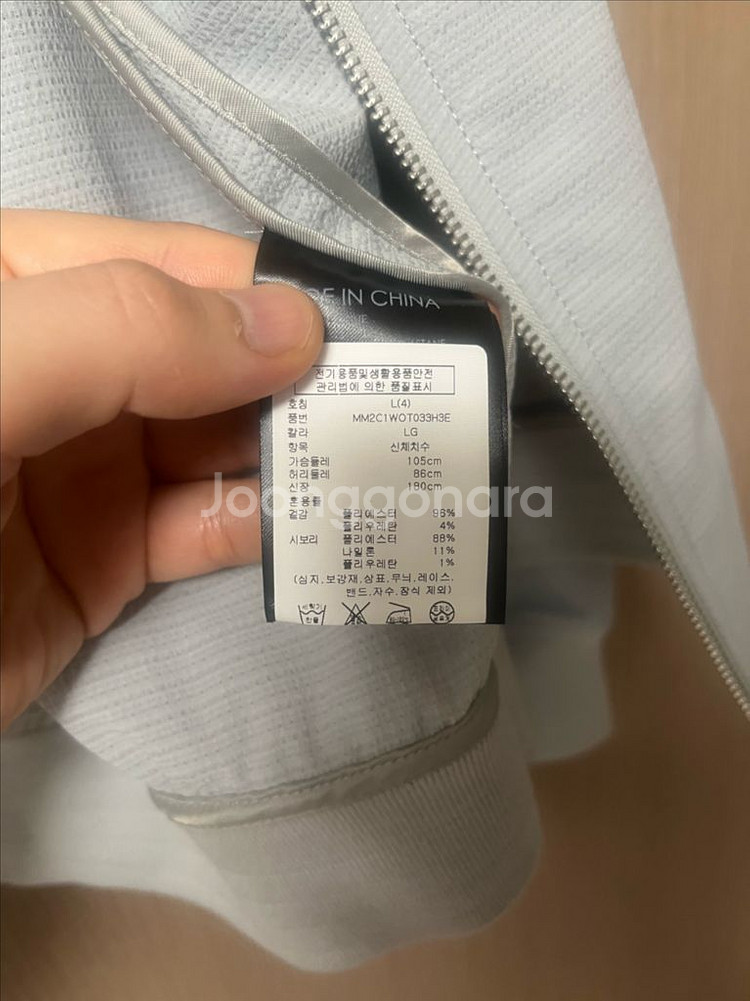 OF IN CHINA
전기용품및생활용품안전
관리법에 의한 품질표시
호칭 L(4)
품번 MM2C1WOT033H3E
칼라 LG
항목 신체치수
가슴둘레 105cm
허리둘레 86cm
신장 180cm
혼용률
겉감 폴리에스터 96%
폴리우레탄 4%
시보리 폴리에스터 88%
나일론 11%
폴리우레탄 1%
(심지,보강재,상표,무늬,레이스,
밴드,자수,장식 제외)
Joonggonara